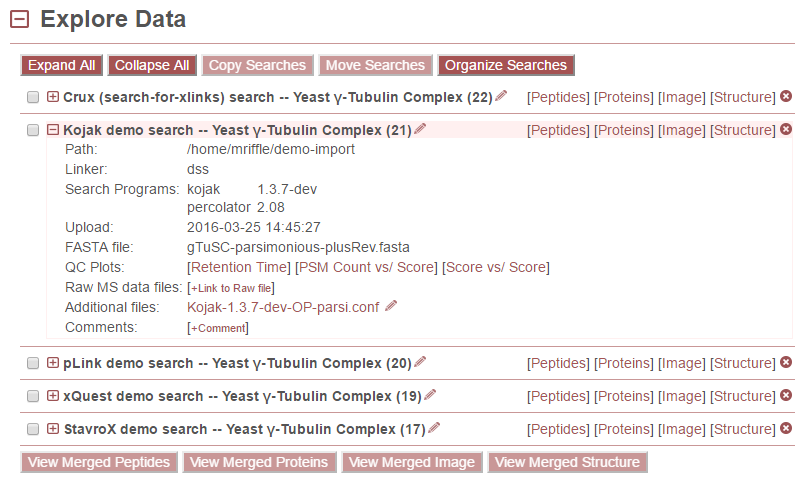 Explore Data
Expand All Collapse All Copy Searches Move Searches Organize Searches
Crux (search-for-xlinks) search -- Yeast γ-Tubulin Complex (22) [Peptides] [Proteins] [Image] [Structure]
Kojak demo search -- Yeast γ-Tubulin Complex (21) [Peptides] [Proteins] [Image] [Structure]
Path: /home/mriffle/demo-import
Linker: dss
Search Programs: kojak 1.3.7-dev
percolator 2.08
Upload: 2016-03-25 14:45:27
FASTA file: gTuSC-parsimonious-plusRev.fasta
QC Plots: [Retention Time] [PSM Count vs/ Score] [Score vs/ Score]
Raw MS data files: [+Link to Raw file]
Additional files: Kojak-1.3.7-dev-OP-parsi.conf
Comments: [+Comment]
pLink demo search -- Yeast γ-Tubulin Complex (20) [Peptides] [Proteins] [Image] [Structure]
xQuest demo search -- Yeast γ-Tubulin Complex (19) [Peptides] [Proteins] [Image] [Structure]
StavroX demo search -- Yeast γ-Tubulin Complex (17) [Peptides] [Proteins] [Image] [Structure]
View Merged Peptides View Merged Proteins View Merged Image View Merged Structure